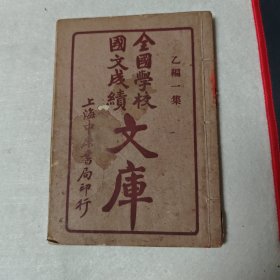 乙編一集
全國學校
國文成績
文庫
上海中原書局印行